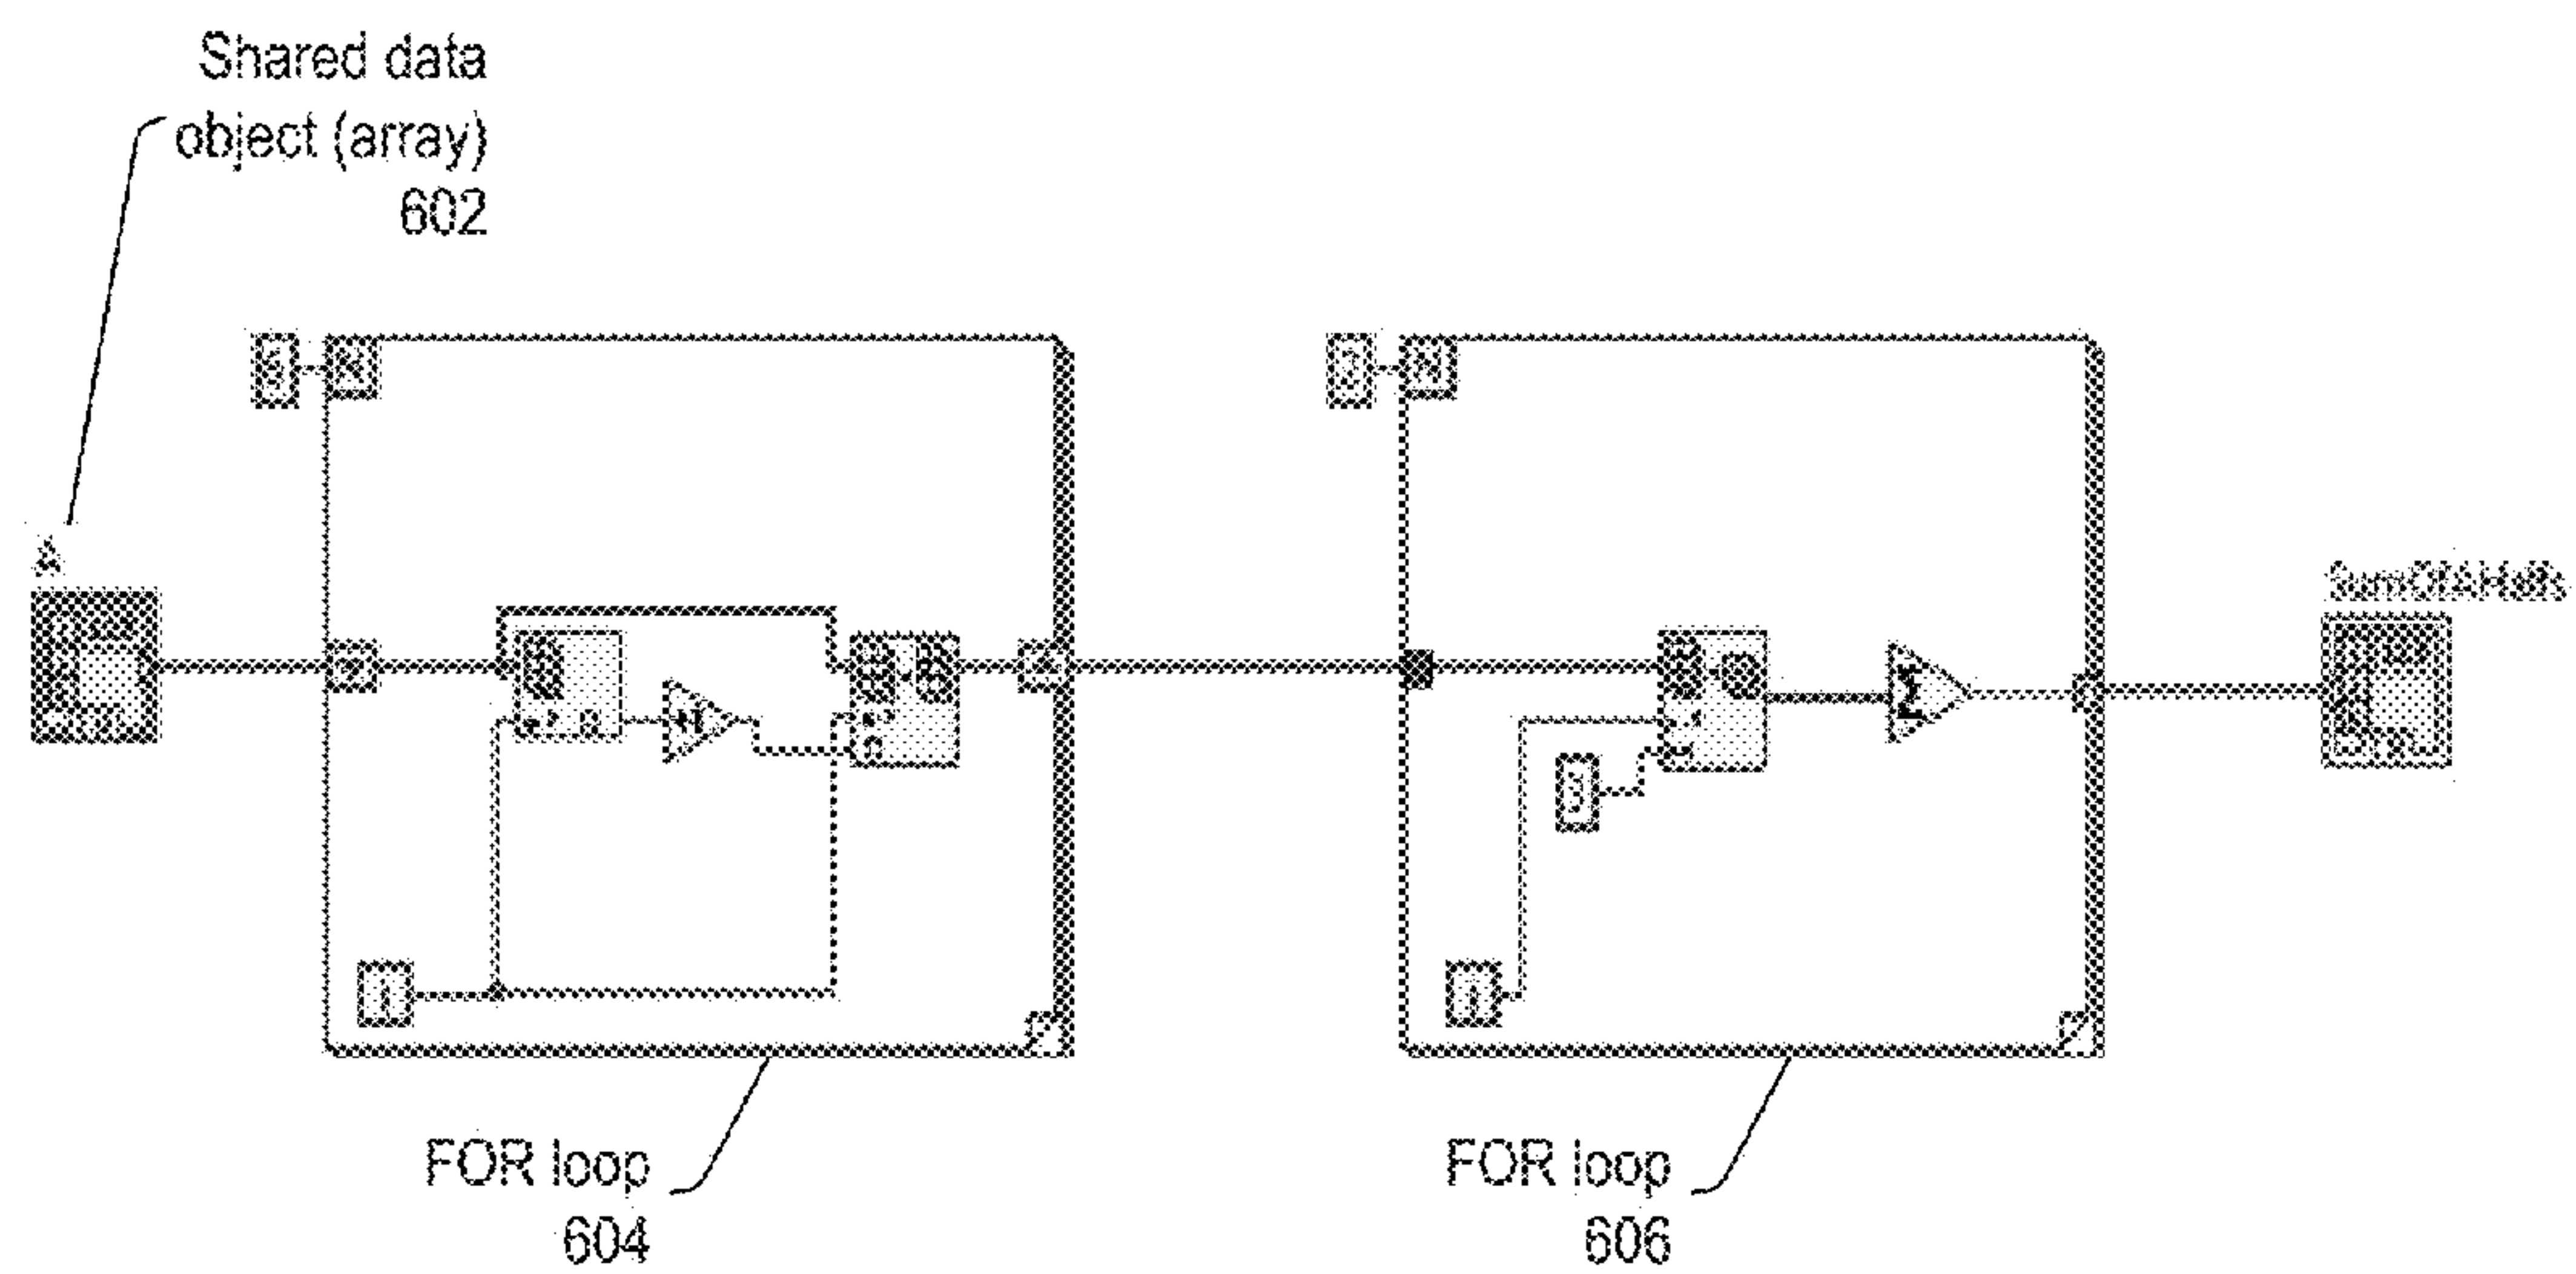 Shared data
object (array)
602
A
N
N
i
i
FOR loop
604
FOR loop
606